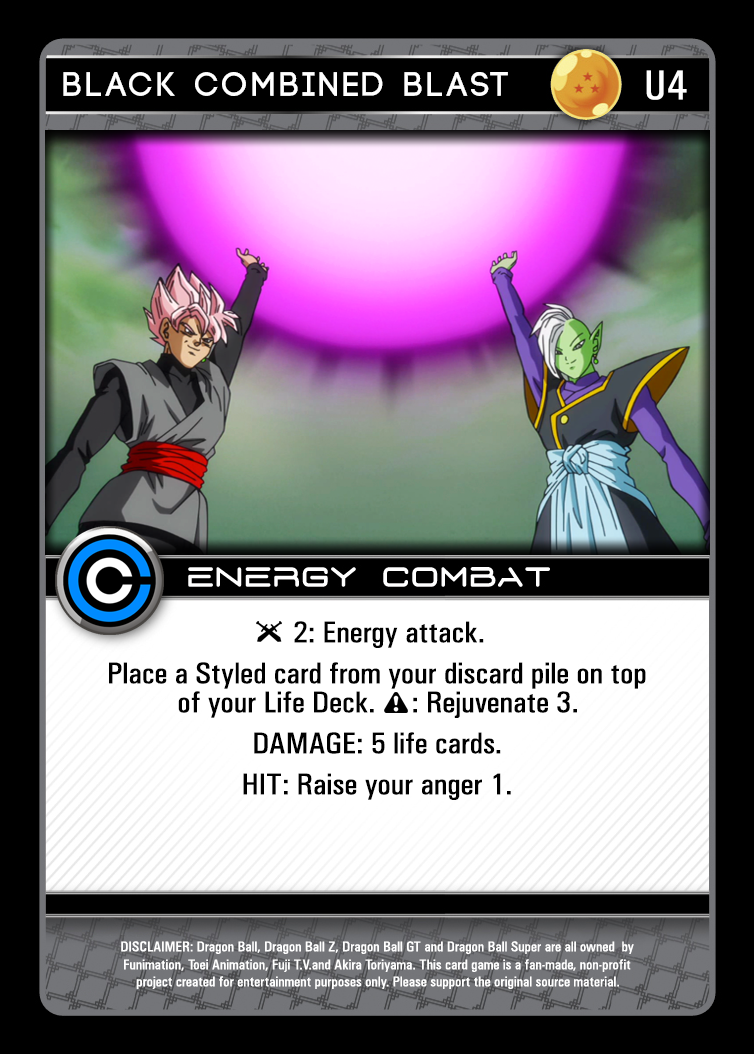 BLACK COMBINED BLAST U4
ENERGY COMBAT
2: Energy attack.
Place a Styled card from your discard pile on top
of your Life Deck. : Rejuvenate 3.
DAMAGE: 5 life cards.
HIT: Raise your anger 1.
DISCLAIMER: Dragon Ball, Dragon Ball Z, Dragon Ball GT and Dragon Ball Super are all owned by
Funimation, Toei Animation, Fuji T.V.and Akira Toriyama. This card game is a fan-made, non-profit
project created for entertainment purposes only. Please support the original source material.